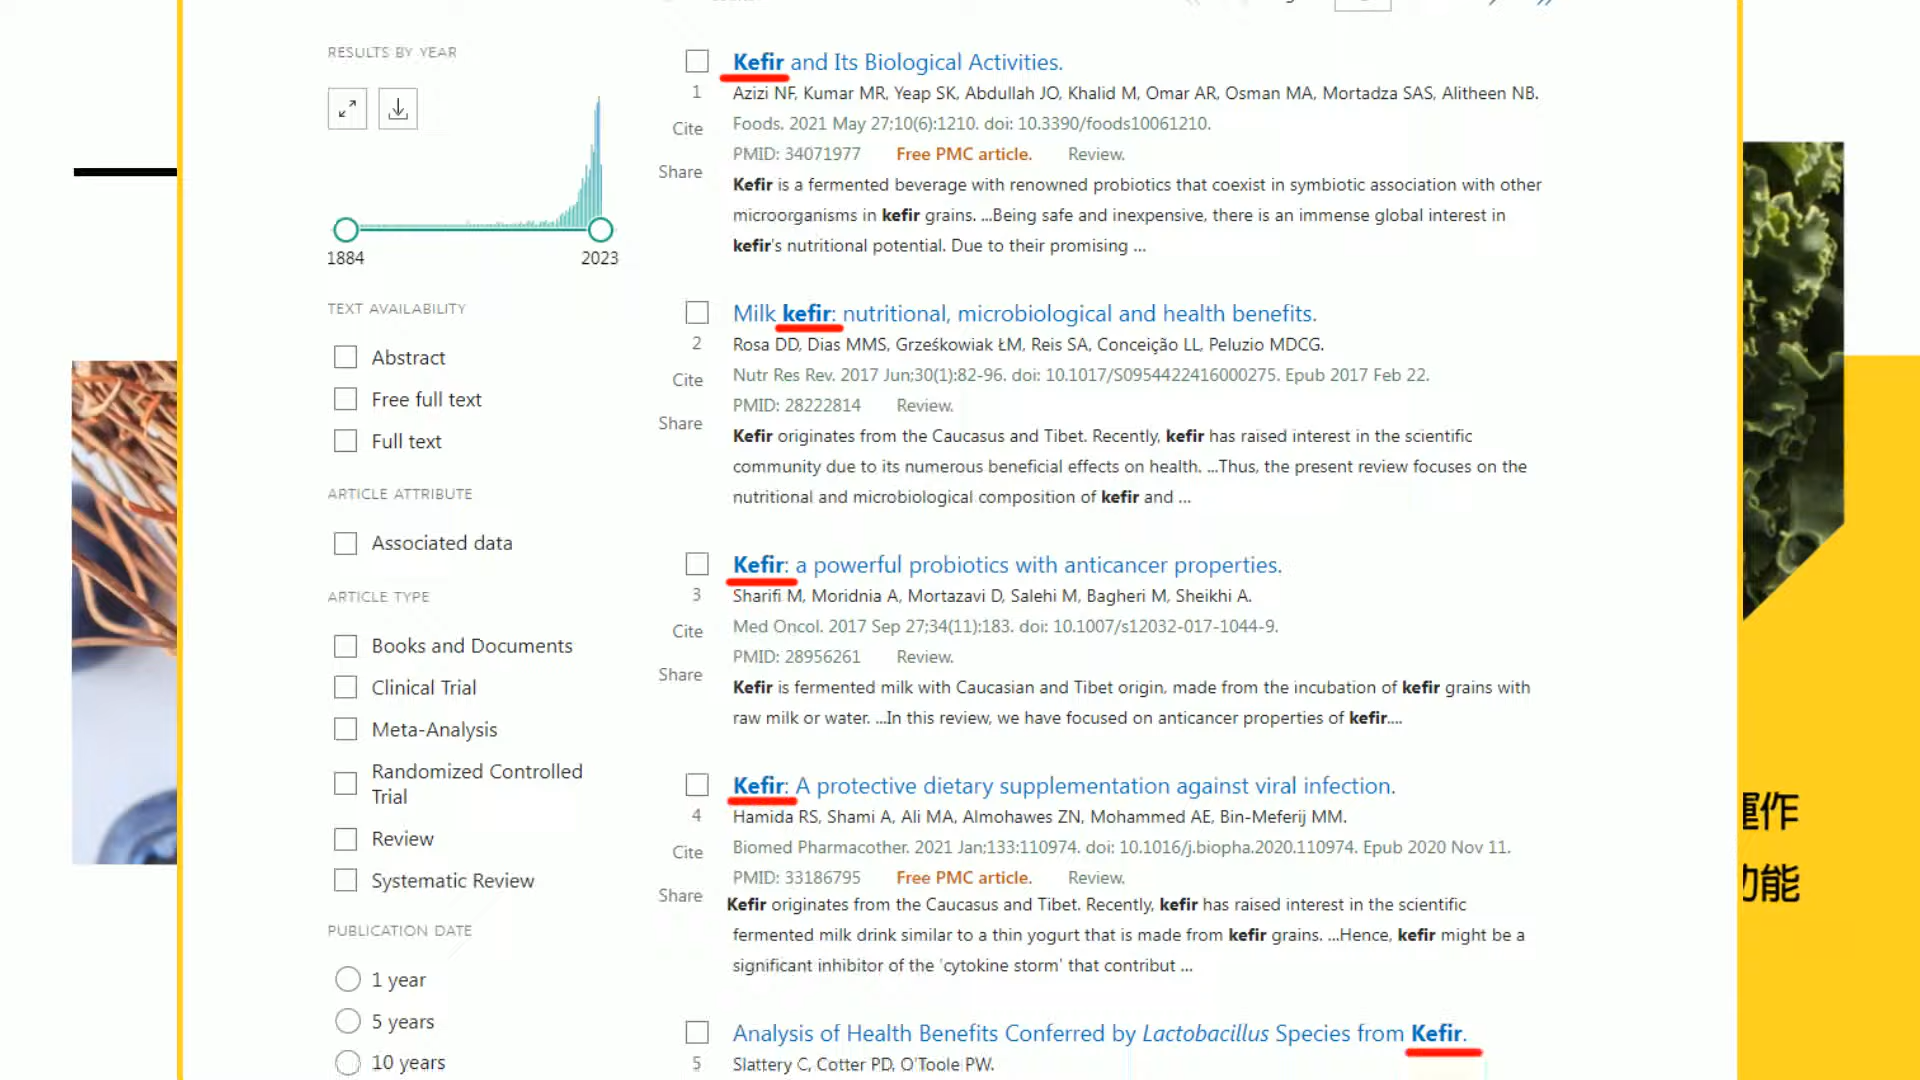 RESULTS BY YEAR
1884
2023
TEXT AVAILABILITY
Abstract
Free full text
Full text
ARTICLE ATTRIBUTE
Associated data
ARTICLE TYPE
Books and Documents
Clinical Trial
Meta-Analysis
Randomized Controlled
Trial
Review
Systematic Review
PUBLICATION DATE
1 year
5 years
10 years
Kefir and Its Biological Activities.
1
Azizi NF, Kumar MR, Yeap SK, Abdullah JO, Khalid M, Omar AR, Osman MA, Mortadza SAS, Alitheen NB.
Cite
Foods. 2021 May 27;10(6):1210. doi: 10.3390/foods10061210.
PMID: 34071977 Free PMC article. Review.
Share
Kefir is a fermented beverage with renowned probiotics that coexist in symbiotic association with other
microorganisms in kefir grains. ...Being safe and inexpensive, there is an immense global interest in
kefir's nutritional potential. Due to their promising ...
Milk kefir: nutritional, microbiological and health benefits.
2
Rosa DD, Dias MMS, Grześkowiak ŁM, Reis SA, Conceição LL, Peluzio MDCG.
Cite
Nutr Res Rev. 2017 Jun;30(1):82-96. doi: 10.1017/S0954422416000275. Epub 2017 Feb 22.
PMID: 28222814 Review.
Share
Kefir originates from the Caucasus and Tibet. Recently, kefir has raised interest in the scientific
community due to its numerous beneficial effects on health. ...Thus, the present review focuses on the
nutritional and microbiological composition of kefir and ...
Kefir: a powerful probiotics with anticancer properties.
3
Sharifi M, Moridnia A, Mortazavi D, Salehi M, Bagheri M, Sheikhi A.
Cite
Med Oncol. 2017 Sep 27;34(11):183. doi: 10.1007/s12032-017-1044-9.
PMID: 28956261 Review.
Share
Kefir is fermented milk with Caucasian and Tibet origin, made from the incubation of kefir grains with
raw milk or water. ...In this review, we have focused on anticancer properties of kefir....
Kefir: A protective dietary supplementation against viral infection.
4
Hamida RS, Shami A, Ali MA, Almohawes ZN, Mohammed AE, Bin-Meferij MM.
Cite
Biomed Pharmacother. 2021 Jan;133:110974. doi: 10.1016/j.biopha.2020.110974. Epub 2020 Nov 11.
PMID: 33186795 Free PMC article. Review.
Share
Kefir originates from the Caucasus and Tibet. Recently, kefir has raised interest in the scientific
fermented milk drink similar to a thin yogurt that is made from kefir grains. ...Hence, kefir might be a
significant inhibitor of the 'cytokine storm' that contribut ...
Analysis of Health Benefits Conferred by Lactobacillus Species from Kefir.
5
Slattery C, Cotter PD, O'Toole PW.
運作
功能